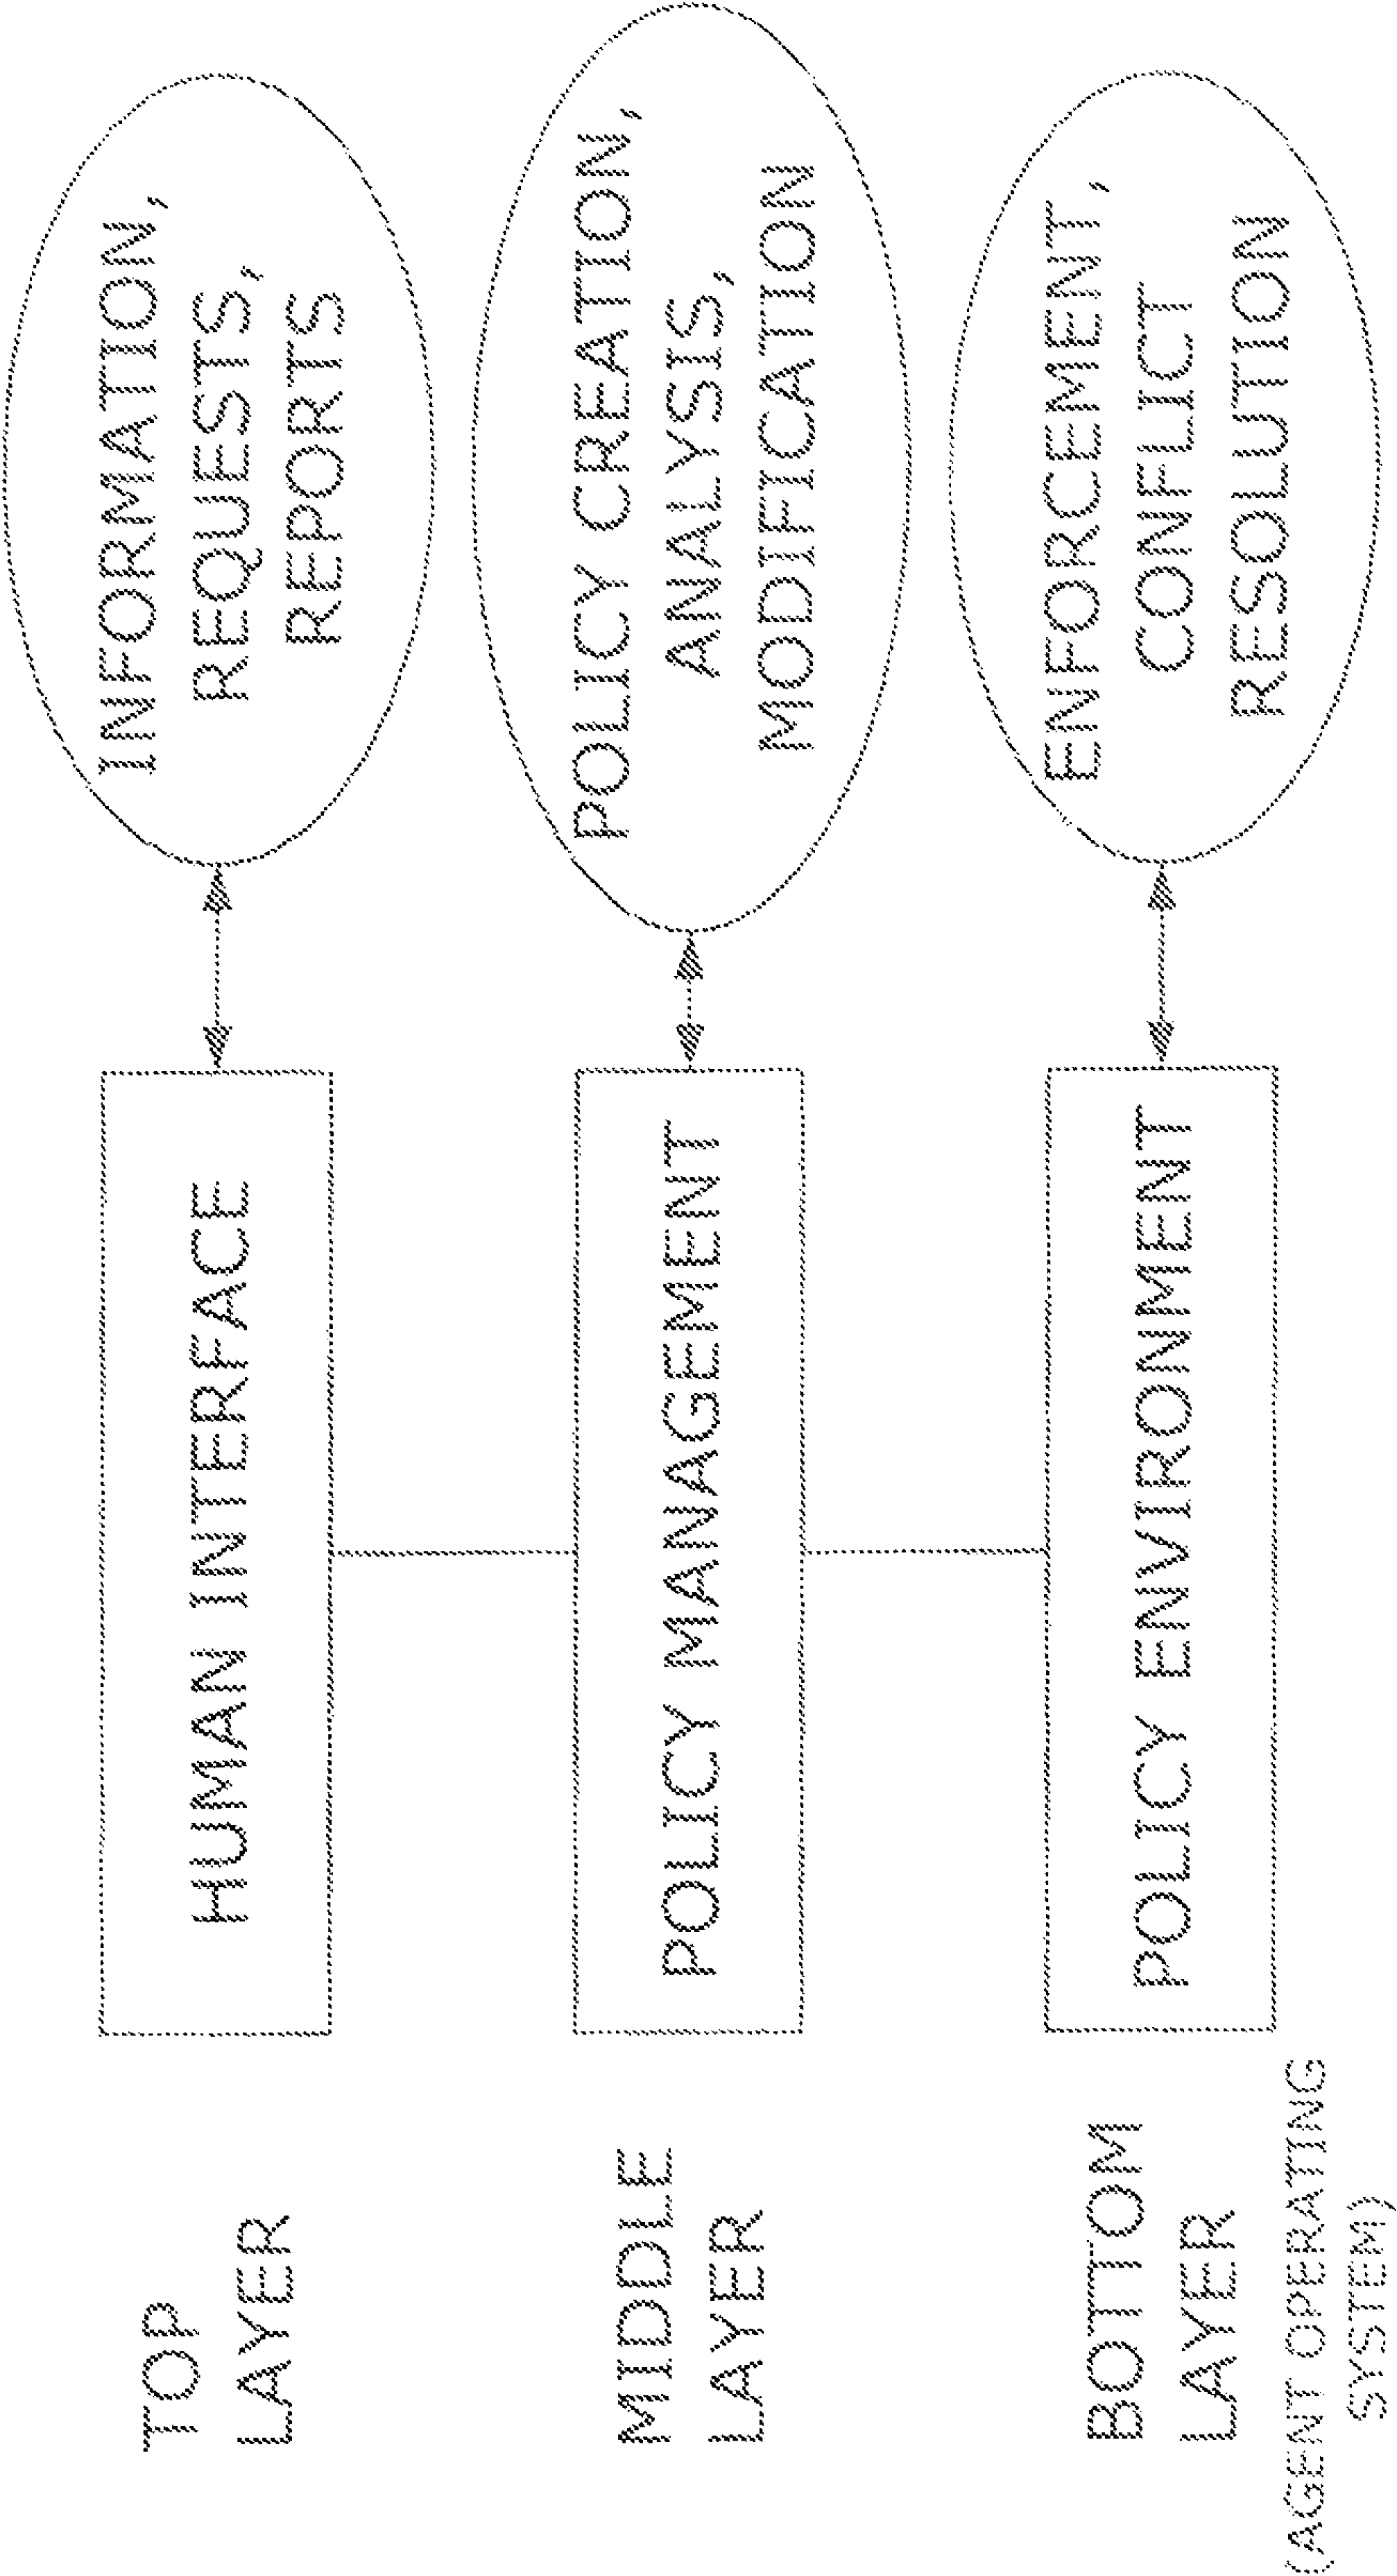 TOP
LAYER
HUMAN INTERFACE
INFORMATION,
REQUESTS,
REPORTS
MIDDLE
LAYER
POLICY MANAGEMENT
POLICY CREATION,
ANALYSIS,
MODIFICATION
BOTTOM
LAYER
(AGENT OPERATING
SYSTEM)
POLICY ENVIRONMENT
ENFORCEMENT,
CONFLICT
RESOLUTION